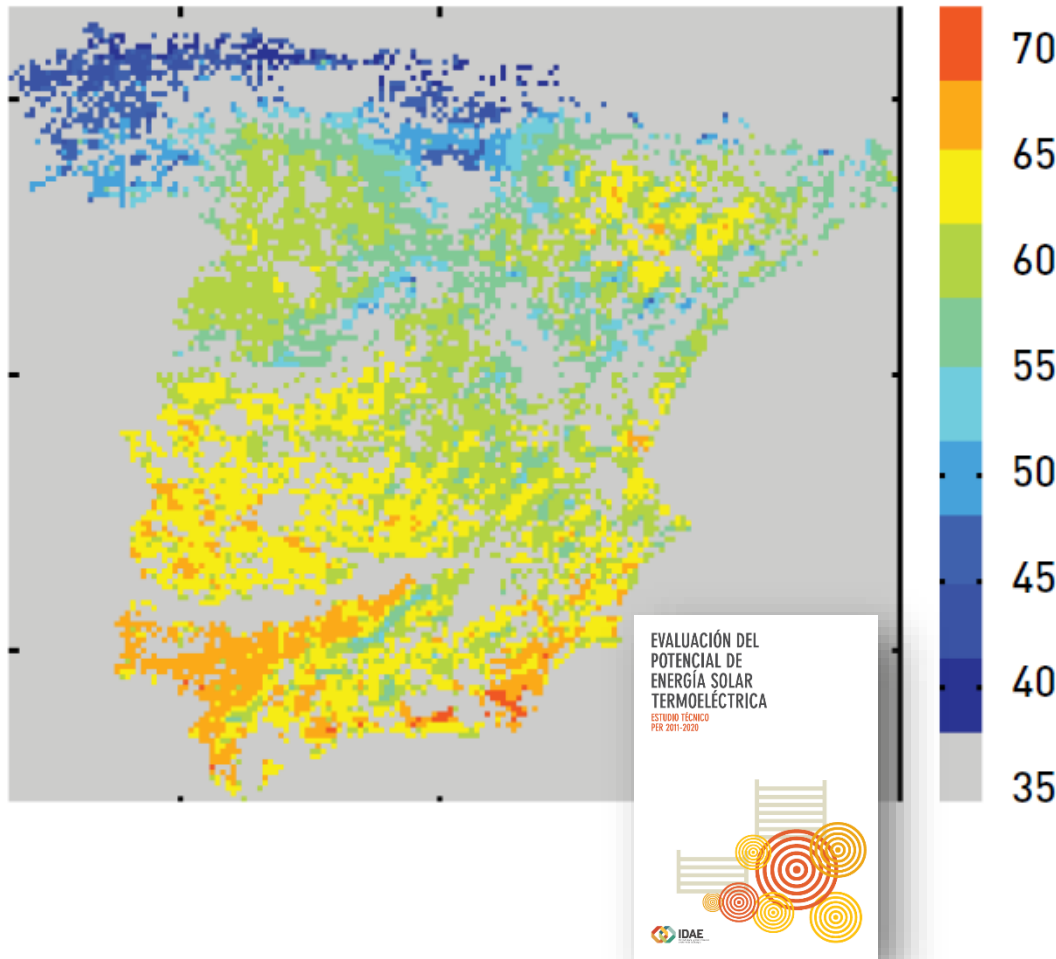 70
65
60
55
50
45
40
35
EVALUACIÓN DEL
POTENCIAL DE
ENERGÍA SOLAR
TERMOELÉCTRICA
ESTUDIO TÉCNICO
PER 2011-2020
IDAE